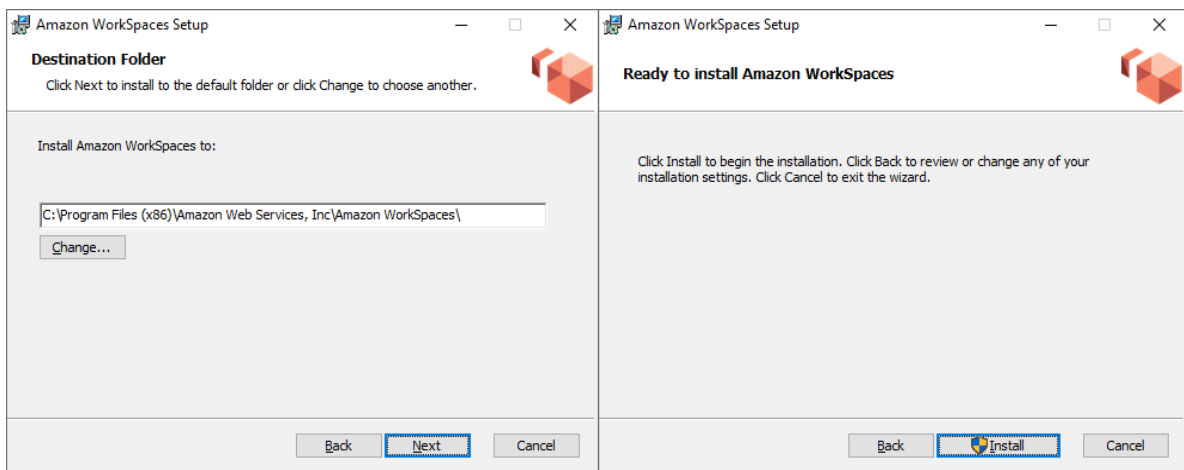 Amazon WorkSpaces Setup
Destination Folder
Click Next to install to the default folder or click Change to choose another.
Install Amazon WorkSpaces to:
C:\Program Files (x86)\Amazon Web Services, Inc\Amazon WorkSpaces\
Change...
Back Next Cancel
Amazon WorkSpaces Setup
Ready to install Amazon WorkSpaces
Click Install to begin the installation. Click Back to review or change any of your
installation settings. Click Cancel to exit the wizard.
Back Install Cancel